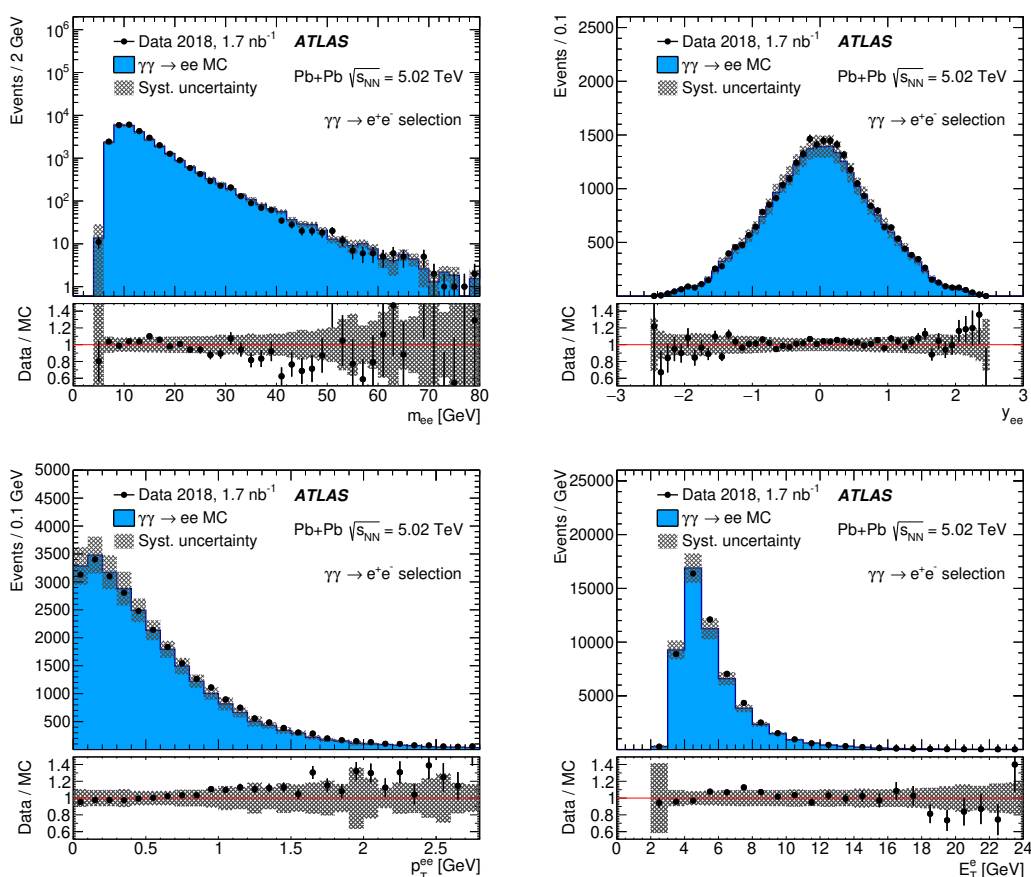 Events / 2 GeV
10⁶
10⁵
10⁴
10³
10²
10
1
Data 2018, 1.7 nb⁻¹ ATLAS
γγ → ee MC Pb+Pb √s_NN = 5.02 TeV
Syst. uncertainty
γγ → e⁺e⁻ selection
Data / MC
1.4
1.2
1
0.8
0.6
0 10 20 30 40 50 60 70 80
m_ee [GeV]
Events / 0.1
2500
2000
1500
1000
500
Data 2018, 1.7 nb⁻¹ ATLAS
γγ → ee MC Pb+Pb √s_NN = 5.02 TeV
Syst. uncertainty
γγ → e⁺e⁻ selection
Data / MC
1.4
1.2
1
0.8
0.6
−3 −2 −1 0 1 2 3
y_ee
Events / 0.1 GeV
5000
4500
4000
3500
3000
2500
2000
1500
1000
500
Data 2018, 1.7 nb⁻¹ ATLAS
γγ → ee MC Pb+Pb √s_NN = 5.02 TeV
Syst. uncertainty
γγ → e⁺e⁻ selection
Data / MC
1.4
1.2
1
0.8
0.6
0 0.5 1 1.5 2 2.5
p_T^ee [GeV]
Events / GeV
25000
20000
15000
10000
5000
Data 2018, 1.7 nb⁻¹ ATLAS
γγ → ee MC Pb+Pb √s_NN = 5.02 TeV
Syst. uncertainty
γγ → e⁺e⁻ selection
Data / MC
1.4
1.2
1
0.8
0.6
0 2 4 6 8 10 12 14 16 18 20 22 24
E_T^e [GeV]